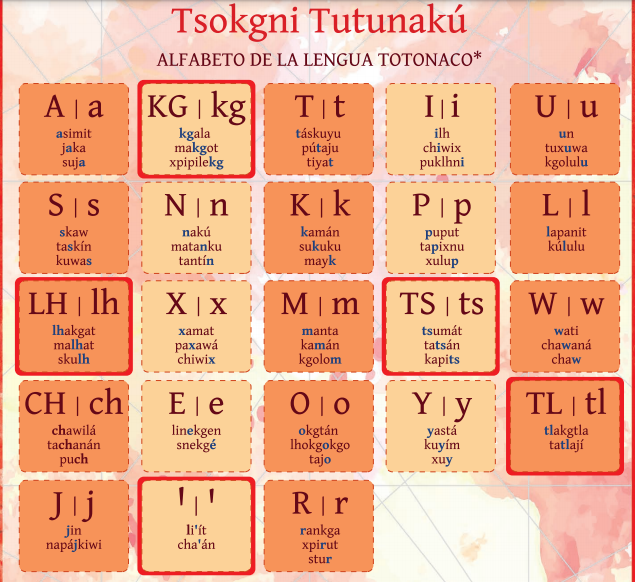 Tsokgni Tutunakú
ALFABETO DE LA LENGUA TOTONACO*
A | a
asimit
jaka
suja
KG | kg
kgala
makgot
xpipilekg
T | t
táskuyu
pútaju
tiyat
I | i
ilh
chiwix
puklhni
U | u
un
tuxuwa
kgolulu
S | s
skaw
taskín
kuwas
N | n
nakú
matanku
tantín
K | k
kamán
sukuku
mayk
P | p
puput
tapixnu
xulup
L | l
lapanit
kúlulu
LH | lh
lhakgat
malhat
skulh
X | x
xamat
paxawá
chiwix
M | m
manta
kamán
kgolom
TS | ts
tsumát
tatsán
kapits
W | w
wati
chawaná
chaw
CH | ch
chawilá
tachanán
puch
E | e
linekgen
snekgé
O | o
okgtán
lhokgokgo
tajo
Y | y
yastá
kuyím
xuy
TL | tl
tlakgtla
tatlají
J | j
jin
napájkiwi
' | '
li'ít
cha'án
R | r
rankga
xpirut
stur